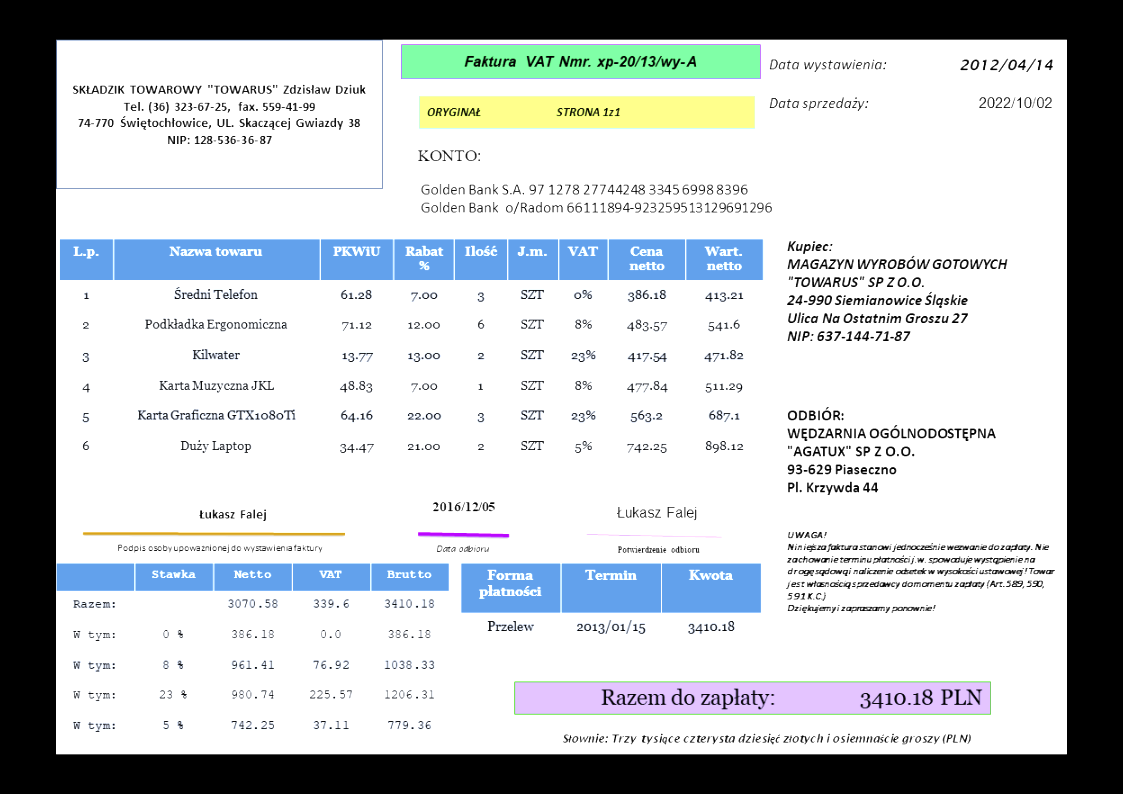 SKŁADZIK TOWAROWY "TOWARUS" Zdzisław Dziuk
Tel. (36) 323-67-25, fax. 559-41-99
74-770 Świętochłowice, UL. Skaczącej Gwiazdy 38
NIP: 128-536-36-87
Faktura VAT Nmr. xp-20/13/wy-A
ORYGINAŁ STRONA 1z1
Data wystawienia: 2012/04/14
Data sprzedaży: 2022/10/02
KONTO:
Golden Bank S.A. 97 1278 27744248 3345 6998 8396
Golden Bank o/Radom 66111894-923259513129691296
L.p. Nazwa towaru PKWiU Rabat % Ilość J.m. VAT Cena netto Wart. netto
1 Średni Telefon 61.28 7.00 3 SZT 0% 386.18 413.21
2 Podkładka Ergonomiczna 71.12 12.00 6 SZT 8% 483.57 541.6
3 Kilwater 13.77 13.00 2 SZT 23% 417.54 471.82
4 Karta Muzyczna JKL 48.83 7.00 1 SZT 8% 477.84 511.29
5 Karta Graficzna GTX1080Ti 64.16 22.00 3 SZT 23% 563.2 687.1
6 Duży Laptop 34.47 21.00 2 SZT 5% 742.25 898.12
Kupiec:
MAGAZYN WYROBÓW GOTOWYCH
"TOWARUS" SP Z O.O.
24-990 Siemianowice Śląskie
Ulica Na Ostatnim Groszu 27
NIP: 637-144-71-87
ODBIÓR:
WĘDZARNIA OGÓLNODOSTĘPNA
"AGATUX" SP Z O.O.
93-629 Piaseczno
Pl. Krzywda 44
Łukasz Falej
Podpis osoby upoważnionej do wystawienia faktury
2016/12/05
Data odbioru
Łukasz Falej
Potwierdzenie odbioru
UWAGA!
Niniejsza faktura stanowi jednocześnie wezwanie do zapłaty. Nie
zachowanie terminu płatności j.w. spowoduje wystąpienie na
drogę sądową i naliczenie odsetek w wysokości ustawowej! Towar
jest własnością sprzedawcy do momentu zapłaty (Art. 589, 590,
591 K.C.)
Dziękujemy i zapraszamy ponownie!
Stawka Netto VAT Brutto
Razem: 3070.58 339.6 3410.18
W tym: 0 % 386.18 0.0 386.18
W tym: 8 % 961.41 76.92 1038.33
W tym: 23 % 980.74 225.57 1206.31
W tym: 5 % 742.25 37.11 779.36
Forma płatności Termin Kwota
Przelew 2013/01/15 3410.18
Razem do zapłaty: 3410.18 PLN
Słownie: Trzy tysiące czterysta dziesięć złotych i osiemnaście groszy (PLN)